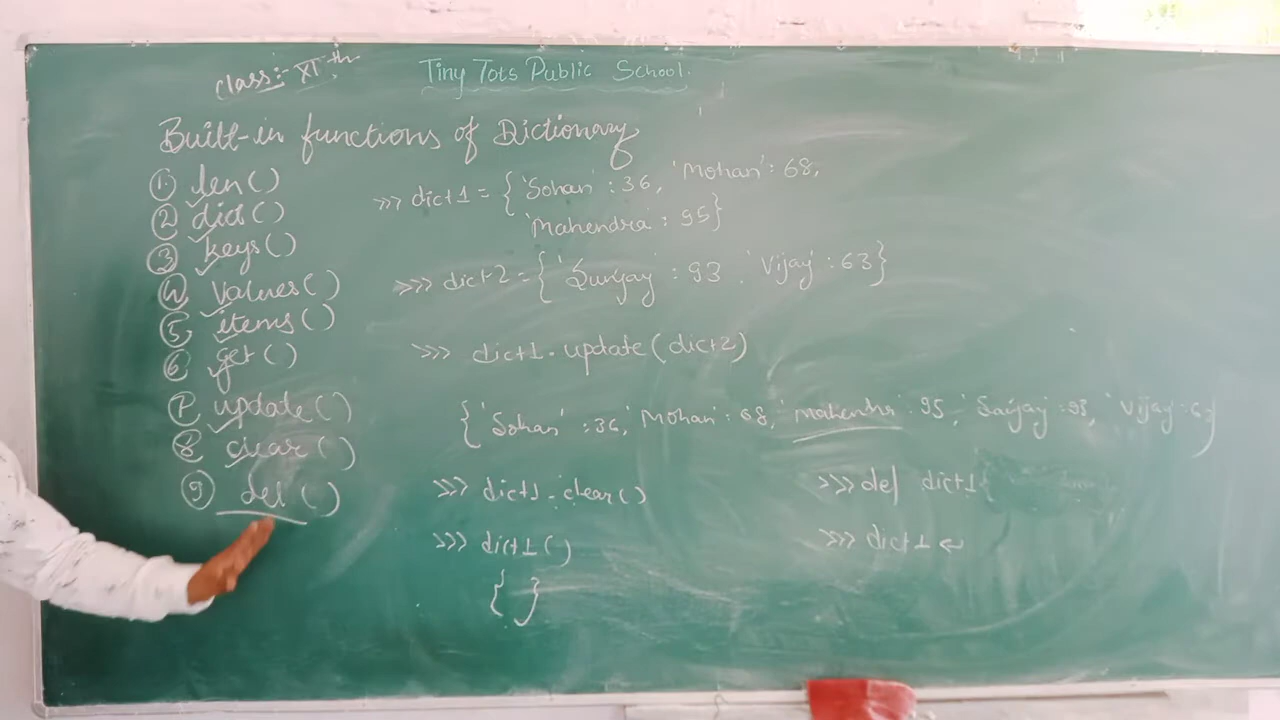 class:- XIth
Tiny Tots Public School.
Built-in functions of Dictionary
① len()
② dict()
③ keys()
④ values()
⑤ items()
⑥ get()
⑦ update()
⑧ clear()
⑨ del()
>>> dict1 = {'Sohan' : 36, 'Mohan' : 68,
'Mahendra' : 95}
>>> dict2 = {'Sunjay' : 93 'Vijay' : 63}
>>> dict1.update(dict2)
{'Sohan' : 36, 'Mohan' : 68, 'mahendra' : 95, 'Sanjay' : 93, 'Vijay' : 63}
>>> dict1.clear()
>>> dict1()
{ }
>>> del dict1
>>> dict1 ↵